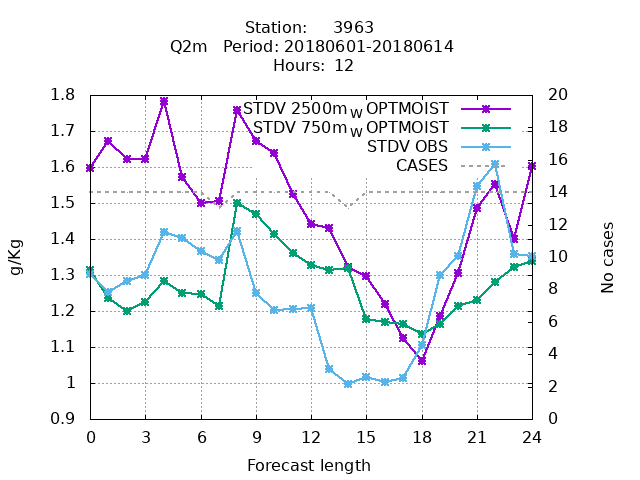 Station: 3963
Q2m Period: 20180601-20180614
Hours: 12
1.8
1.7
1.6
1.5
1.4
1.3
1.2
1.1
1
0.9
g/Kg
STDV 2500m_W OPTMOIST
STDV 750m_W OPTMOIST
STDV OBS
CASES
20
18
16
14
12
10
8
6
4
2
0
No cases
0 3 6 9 12 15 18 21 24
Forecast length